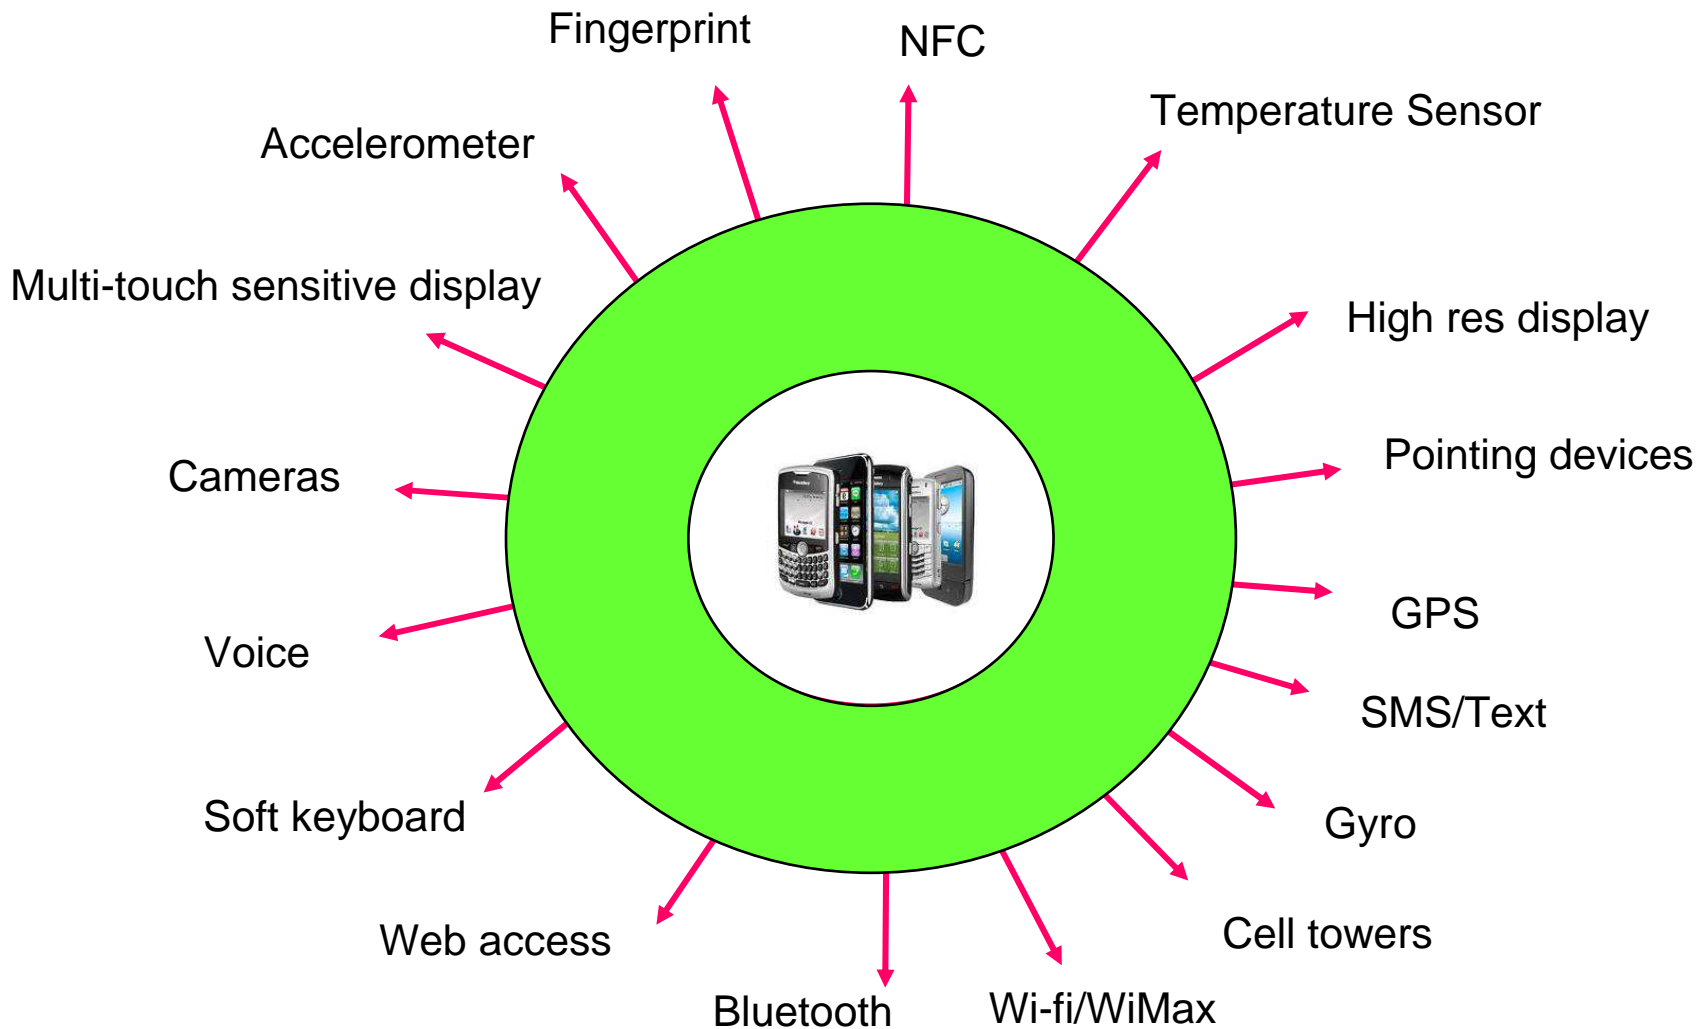 Fingerprint
NFC
Temperature Sensor
Accelerometer
Multi-touch sensitive display
High res display
Pointing devices
Cameras
GPS
Voice
SMS/Text
Soft keyboard
Gyro
Web access
Cell towers
Bluetooth
Wi-fi/WiMax